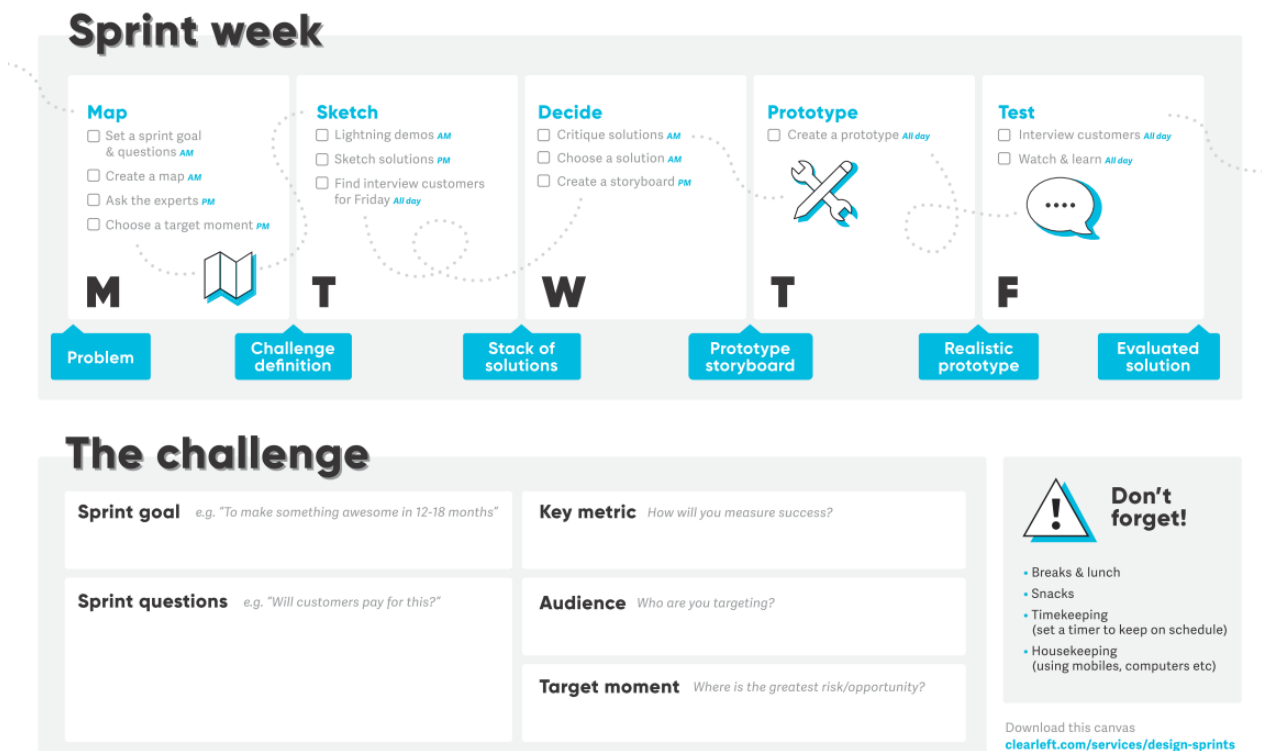 Sprint week
Map
Set a sprint goal
& questions AM
Create a map AM
Ask the experts PM
Choose a target moment PM
M
Sketch
Lightning demos AM
Sketch solutions PM
Find interview customers
for Friday All day
T
Decide
Critique solutions AM
Choose a solution AM
Create a storyboard PM
W
Prototype
Create a prototype All day
T
Test
Interview customers All day
Watch & learn All day
F
Problem
Challenge
definition
Stack of
solutions
Prototype
storyboard
Realistic
prototype
Evaluated
solution
The challenge
Sprint goal e.g. "To make something awesome in 12-18 months"
Sprint questions e.g. "Will customers pay for this?"
Key metric How will you measure success?
Audience Who are you targeting?
Target moment Where is the greatest risk/opportunity?
!
Don't
forget!
• Breaks & lunch
• Snacks
• Timekeeping
(set a timer to keep on schedule)
• Housekeeping
(using mobiles, computers etc)
Download this canvas
clearleft.com/services/design-sprints